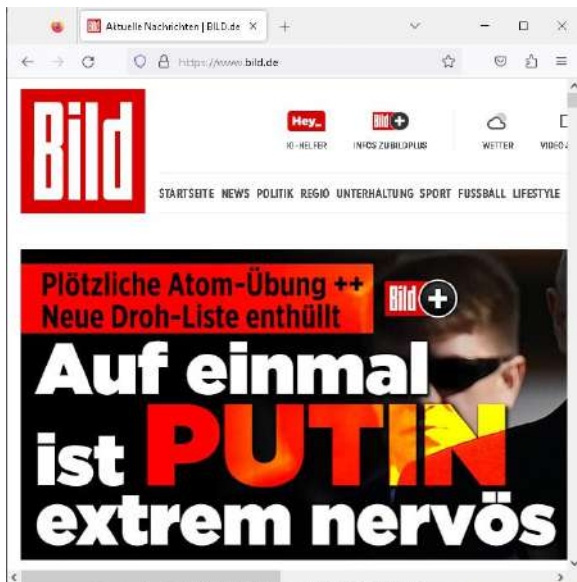 Aktuelle Nachrichten | BILD.de
https://www.bild.de
Bild
Hey_
Bild +
KI-HELFER
INFOS ZU BILDPLUS
WETTER
STARTSEITE NEWS POLITIK REGIO UNTERHALTUNG SPORT FUSSBALL LIFESTYLE
Plötzliche Atom-Übung ++
Neue Droh-Liste enthüllt
Bild +
Auf einmal
ist PUTIN
extrem nervös